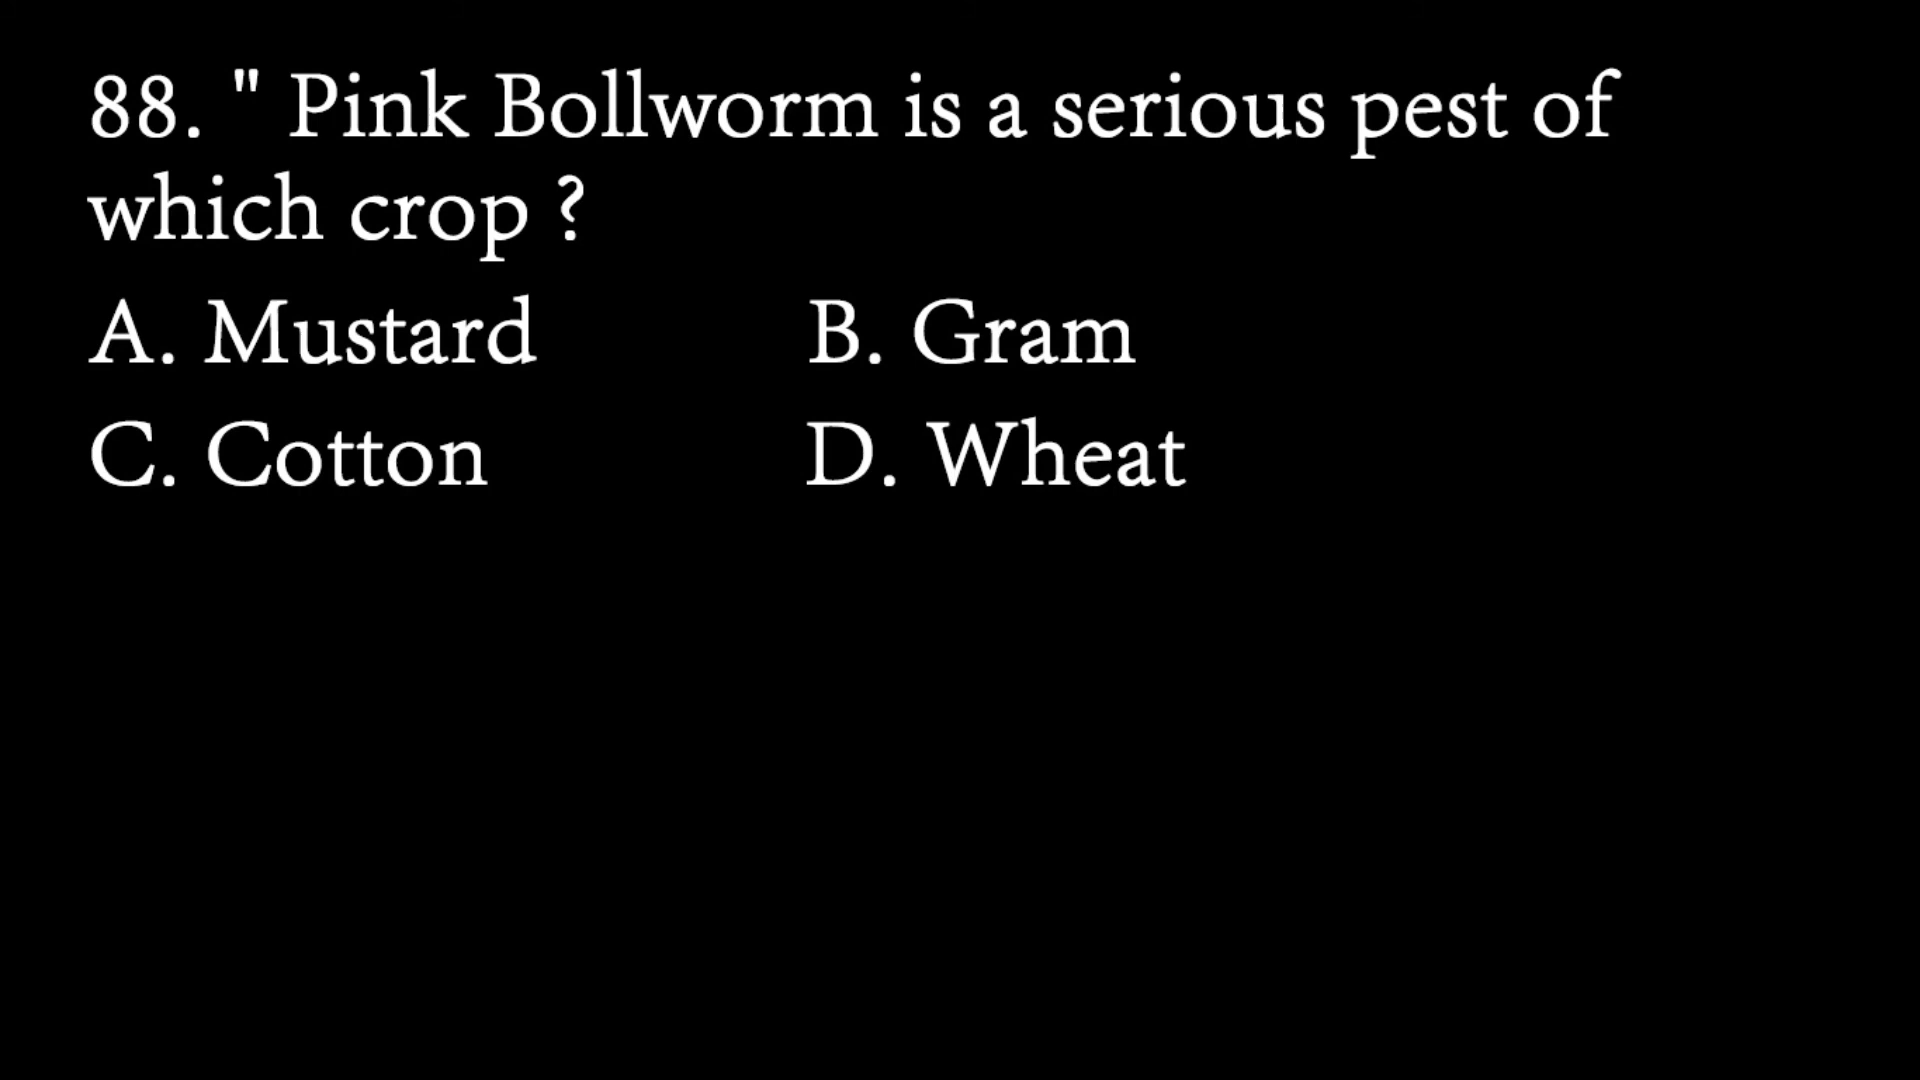 88. " Pink Bollworm is a serious pest of
which crop ?
A. Mustard B. Gram
C. Cotton D. Wheat